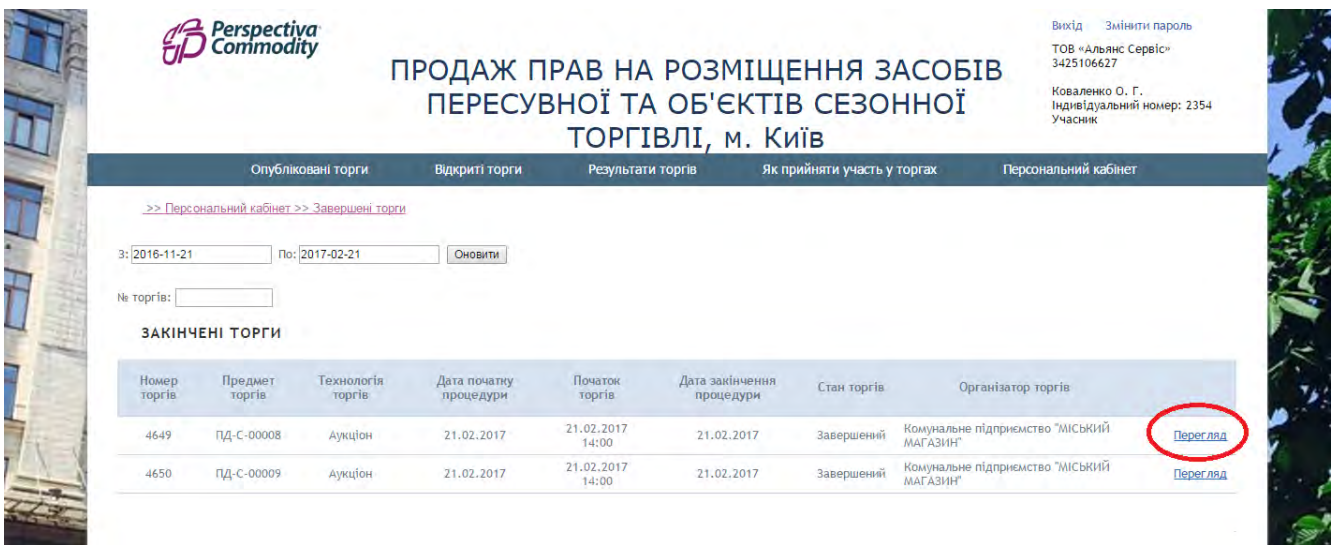 Perspectiva
Commodity
ПРОДАЖ ПРАВ НА РОЗМІЩЕННЯ ЗАСОБІВ
ПЕРЕСУВНОЇ ТА ОБ'ЄКТІВ СЕЗОННОЇ
ТОРГІВЛІ, м. Київ
Вихід Змінити пароль
ТОВ «Альянс Сервіс»
3425106627
Коваленко О. Г.
Індивідуальний номер: 2354
Учасник
Опубліковані торги Відкриті торги Результати торгів Як прийняти участь у торгах Персональний кабінет
>> Персональний кабінет >> Завершені торги
З: 2016-11-21 По: 2017-02-21 Оновити
№ торгів:
ЗАКІНЧЕНІ ТОРГИ
Номер Предмет Технологія Дата початку Початок Дата закінчення Стан торгів Організатор торгів
торгів торгів торгів процедури торгів процедури
4649 ПД-С-00008 Аукціон 21.02.2017 21.02.2017 21.02.2017 Завершений Комунальне підприємство "МІСЬКИЙ Перегляд
14:00 МАГАЗИН"
4650 ПД-С-00009 Аукціон 21.02.2017 21.02.2017 21.02.2017 Завершений Комунальне підприємство "МІСЬКИЙ Перегляд
14:00 МАГАЗИН"